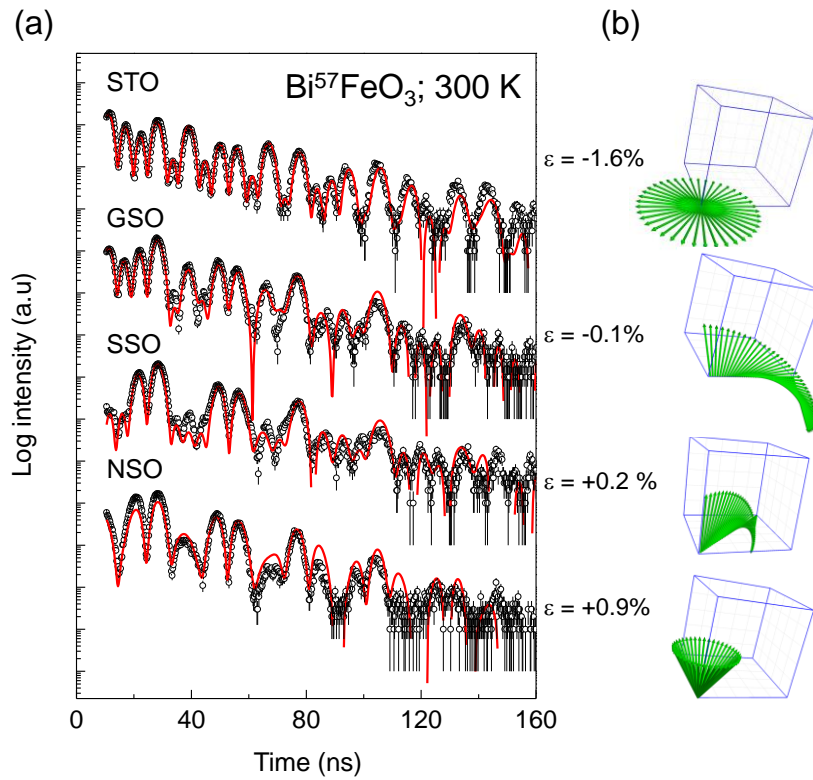 (a)
(b)
STO
Bi⁵⁷FeO₃; 300 K
ε = -1.6%
GSO
ε = -0.1%
SSO
ε = +0.2 %
NSO
ε = +0.9%
Log intensity (a.u)
0 40 80 120 160
Time (ns)